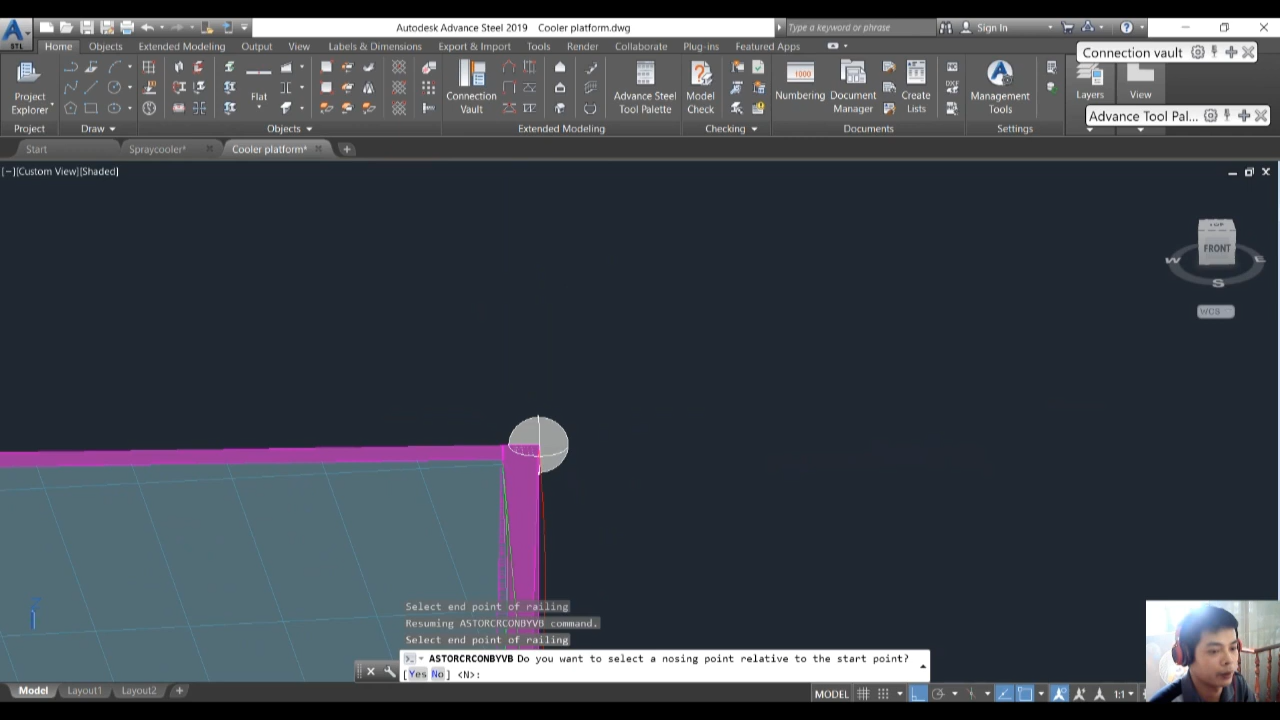 Autodesk Advance Steel 2019 Cooler platform.dwg
Type a keyword or phrase
Sign In
STL
Home Objects Extended Modeling Output View Labels & Dimensions Export & Import Tools Render Collaborate Plug-ins Featured Apps
Connection vault
Project Explorer
Flat
Connection Vault
Advance Steel Tool Palette
Model Check
1000
Numbering
Document Manager
DXF
Create Lists
Management Tools
Layers
View
Advance Tool Pal...
Project Draw Objects Extended Modeling Checking Documents Settings
Start Spraycooler* Cooler platform*
[−][Custom View][Shaded]
TOP
FRONT
W E
S
WCS
Select end point of railing
Resuming ASTORCRCONBYVB command.
Select end point of railing
ASTORCRCONBYVB Do you want to select a nosing point relative to the start point?
[Yes No] <N>:
Model Layout1 Layout2
MODEL 1:1